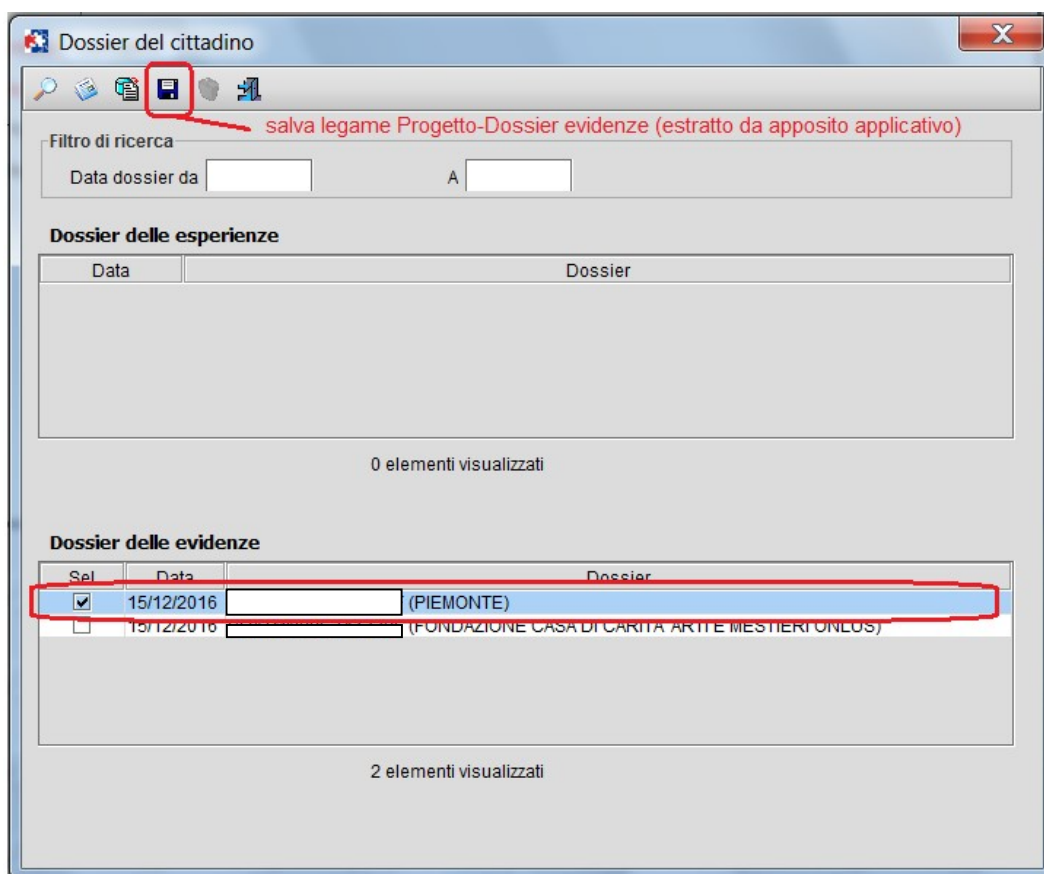 Dossier del cittadino
salva legame Progetto-Dossier evidenze (estratto da apposito applicativo)
Filtro di ricerca
Data dossier da A
Dossier delle esperienze
Data Dossier
0 elementi visualizzati
Dossier delle evidenze
Sel Data Dossier
15/12/2016 (PIEMONTE)
15/12/2016 (FONDAZIONE CASA DI CARITA' ARTI E MESTIERI ONLUS)
2 elementi visualizzati